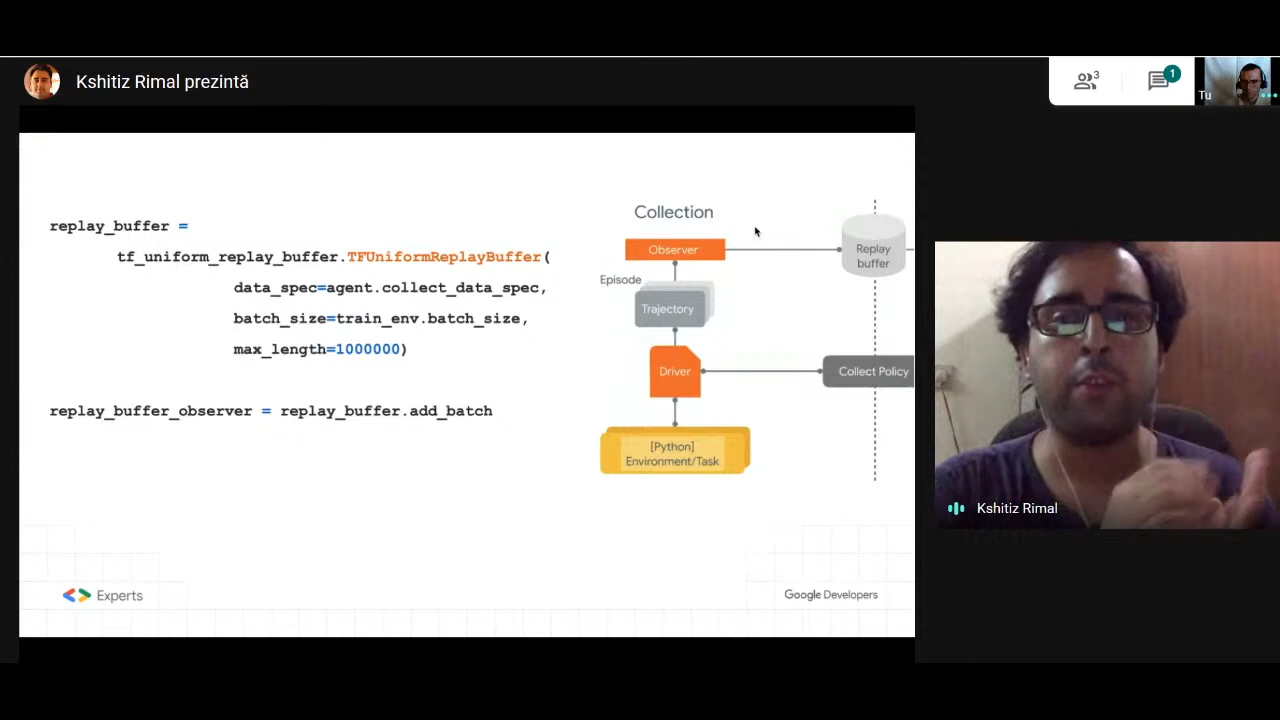 Kshitiz Rimal prezintă
3
1
Tu
replay_buffer =
tf_uniform_replay_buffer.TFUniformReplayBuffer(
data_spec=agent.collect_data_spec,
batch_size=train_env.batch_size,
max_length=1000000)
replay_buffer_observer = replay_buffer.add_batch
Collection
Observer
Replay
buffer
Episode
Trajectory
Driver
Collect Policy
[Python]
Environment/Task
Kshitiz Rimal
Experts
Google Developers